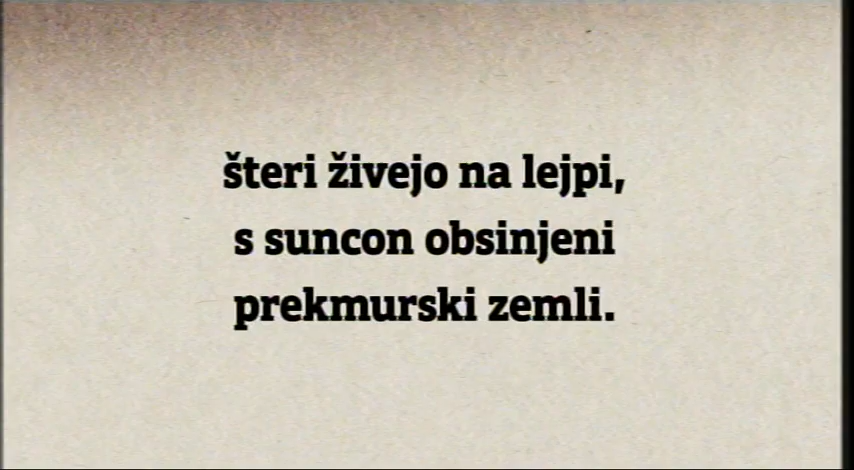 šteri živejo na lejpi,
s suncon obsinjeni
prekmurski zemli.